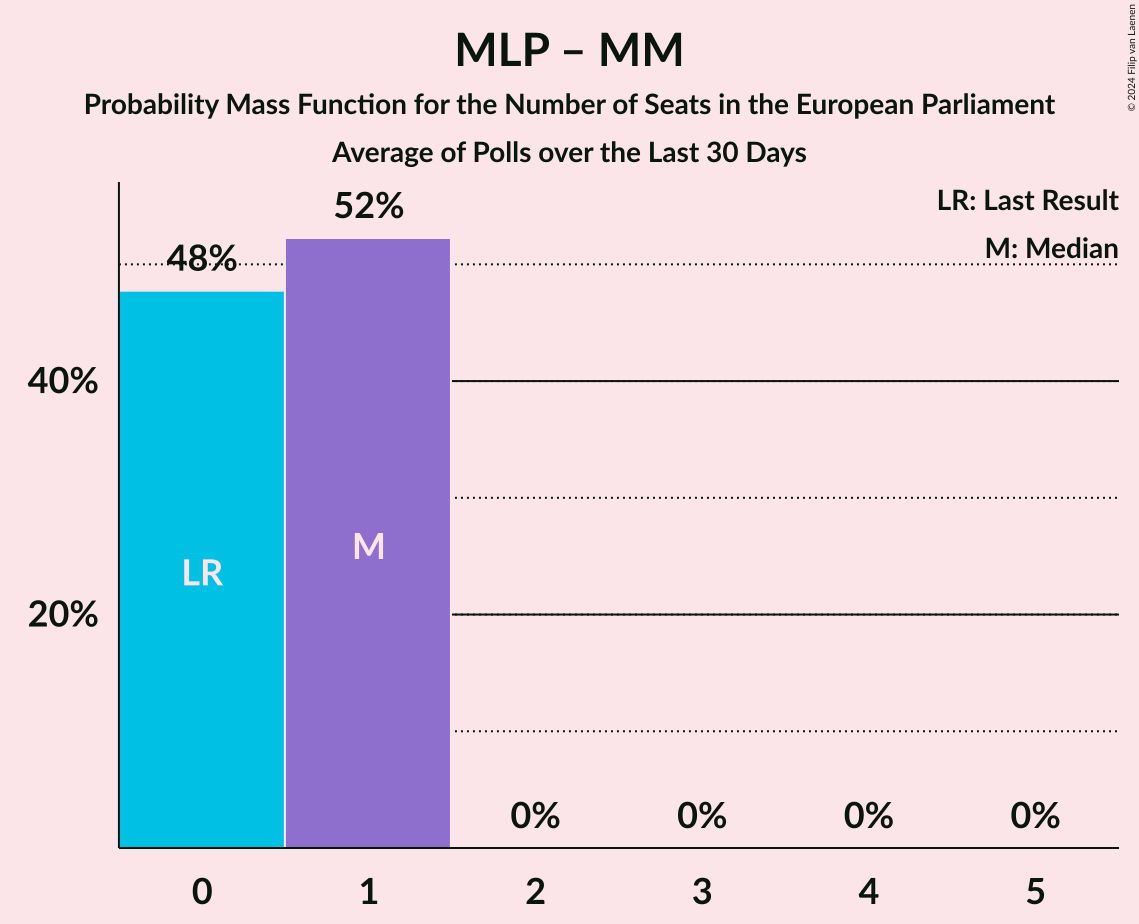 MLP – MM
Probability Mass Function for the Number of Seats in the European Parliament
Average of Polls over the Last 30 Days
© 2024 Filip van Laenen
LR: Last Result
M: Median
52%
48%
40%
20%
LR
M
0%
0%
0%
0%
0
1
2
3
4
5